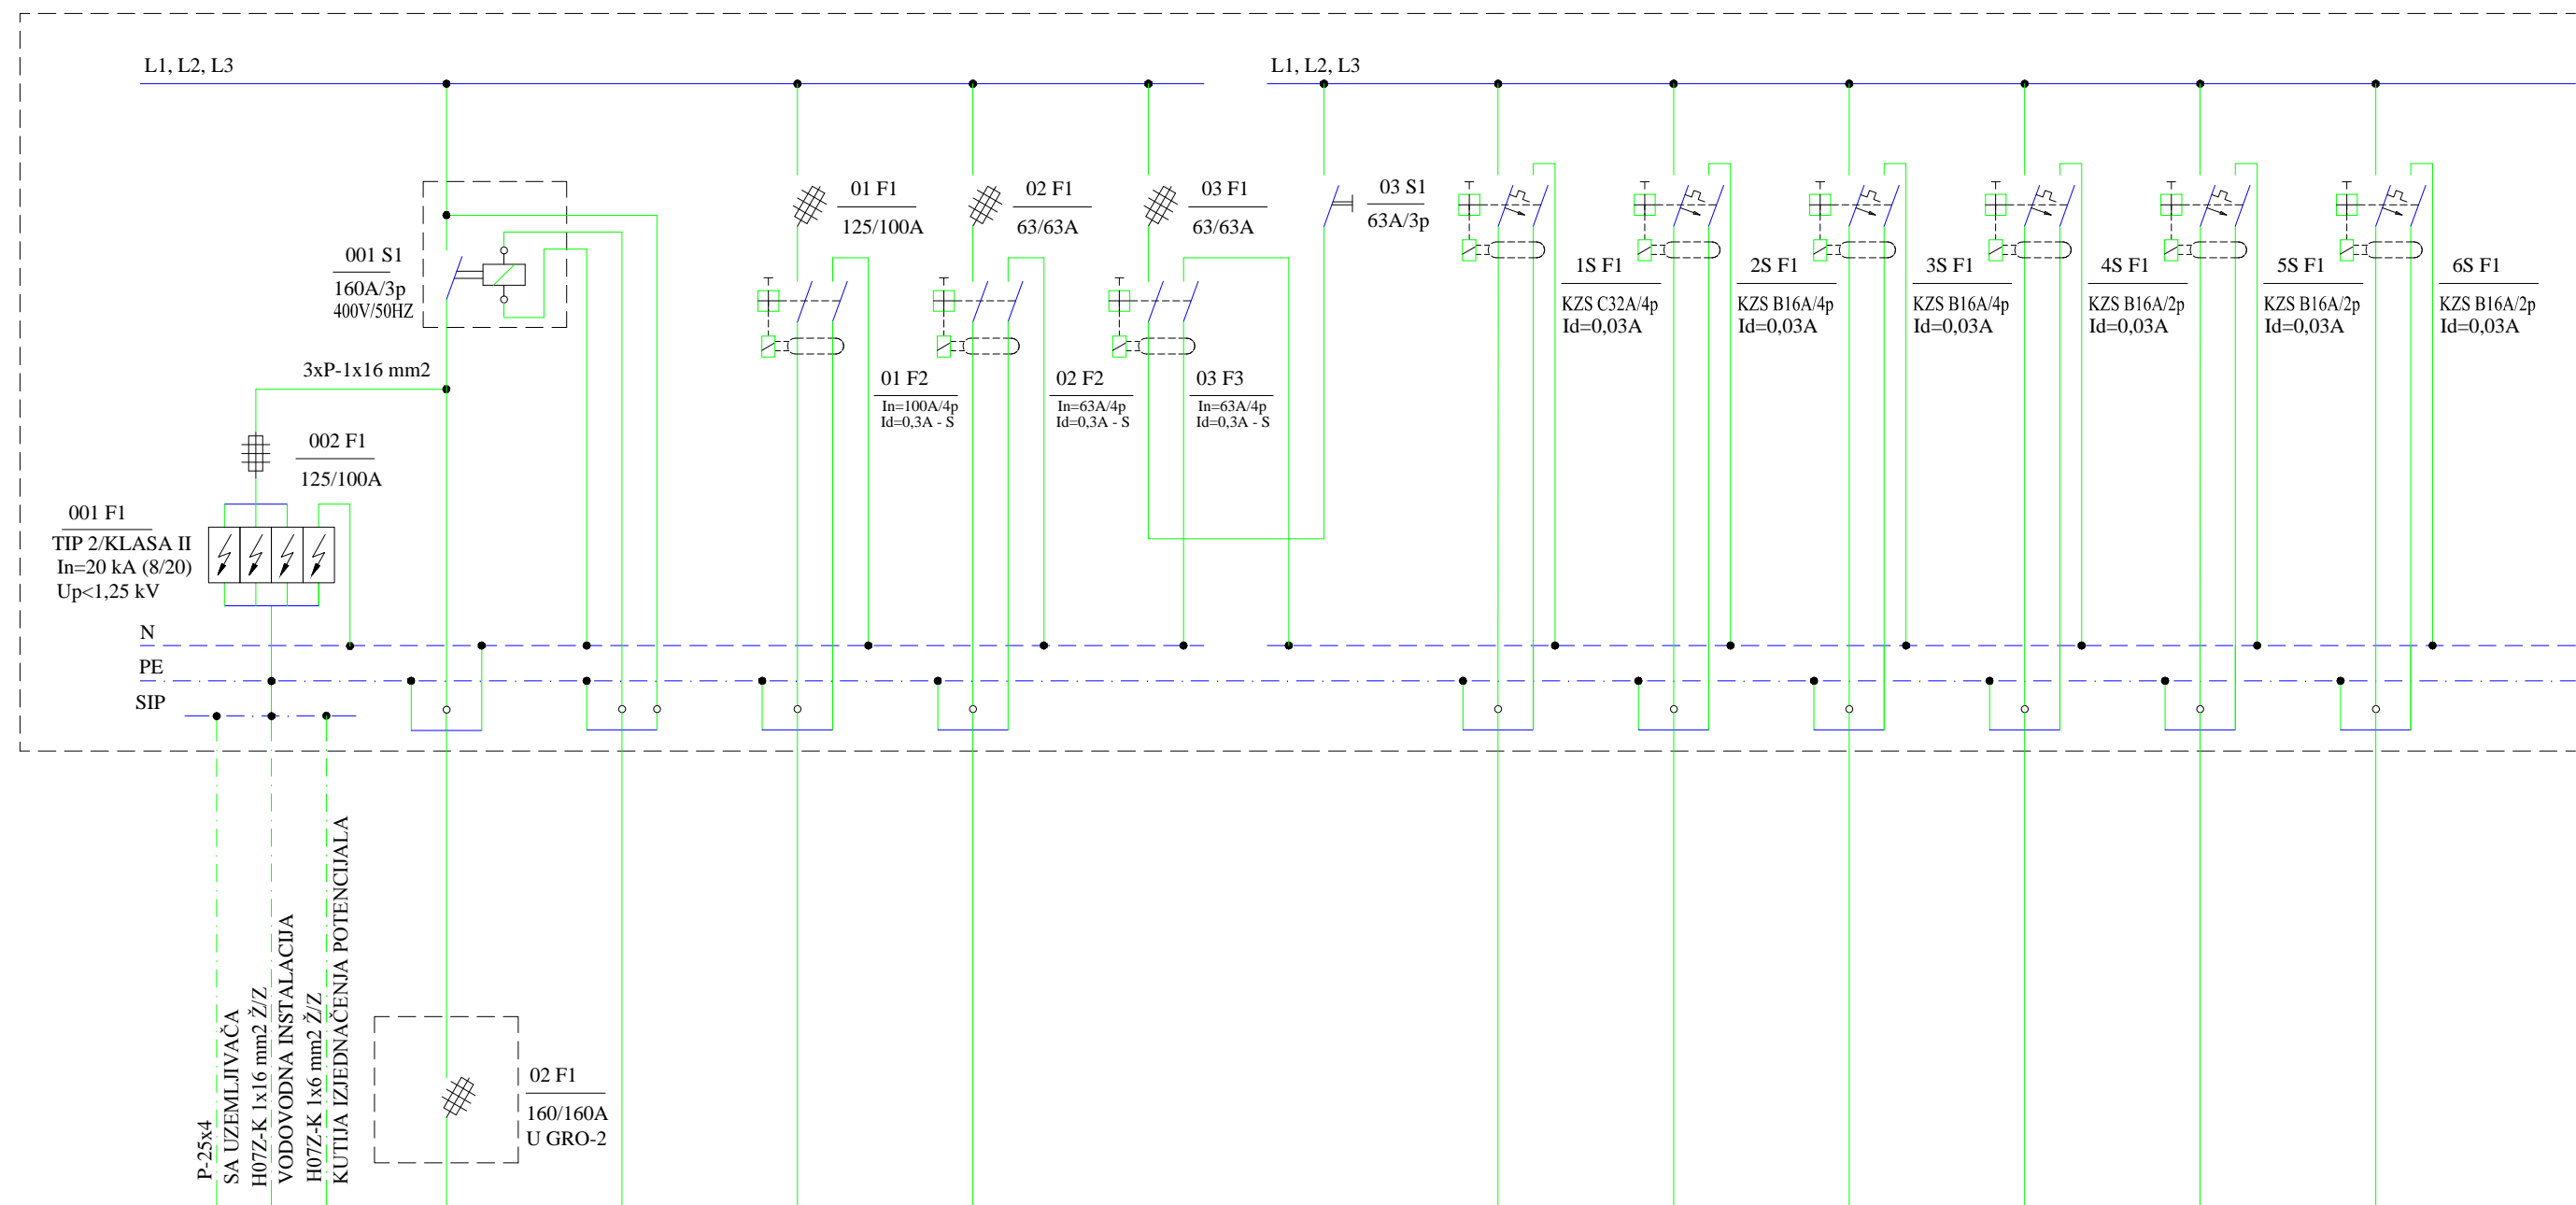 L1, L2, L3
L1, L2, L3
001 S1
160A/3p
400V/50HZ
3xP-1x16 mm2
002 F1
125/100A
001 F1
TIP 2/KLASA II
In=20 kA (8/20)
Up<1,25 kV
01 F1
125/100A
02 F1
63/63A
03 F1
63/63A
03 S1
63A/3p
01 F2
In=100A/4p
Id=0,3A - S
02 F2
In=63A/4p
Id=0,3A - S
03 F3
In=63A/4p
Id=0,3A - S
1S F1
KZS C32A/4p
Id=0,03A
2S F1
KZS B16A/4p
Id=0,03A
3S F1
KZS B16A/4p
Id=0,03A
4S F1
KZS B16A/2p
Id=0,03A
5S F1
KZS B16A/2p
Id=0,03A
6S F1
KZS B16A/2p
Id=0,03A
N
PE
SIP
P-25x4
SA UZEMLJIVAČA
H07Z-K 1x16 mm2 Ž/Z
VODOVODNA INSTALACIJA
H07Z-K 1x6 mm2 Ž/Z
KUTIJA IZJEDNAČENJA POTENCIJALA
02 F1
160/160A
U GRO-2